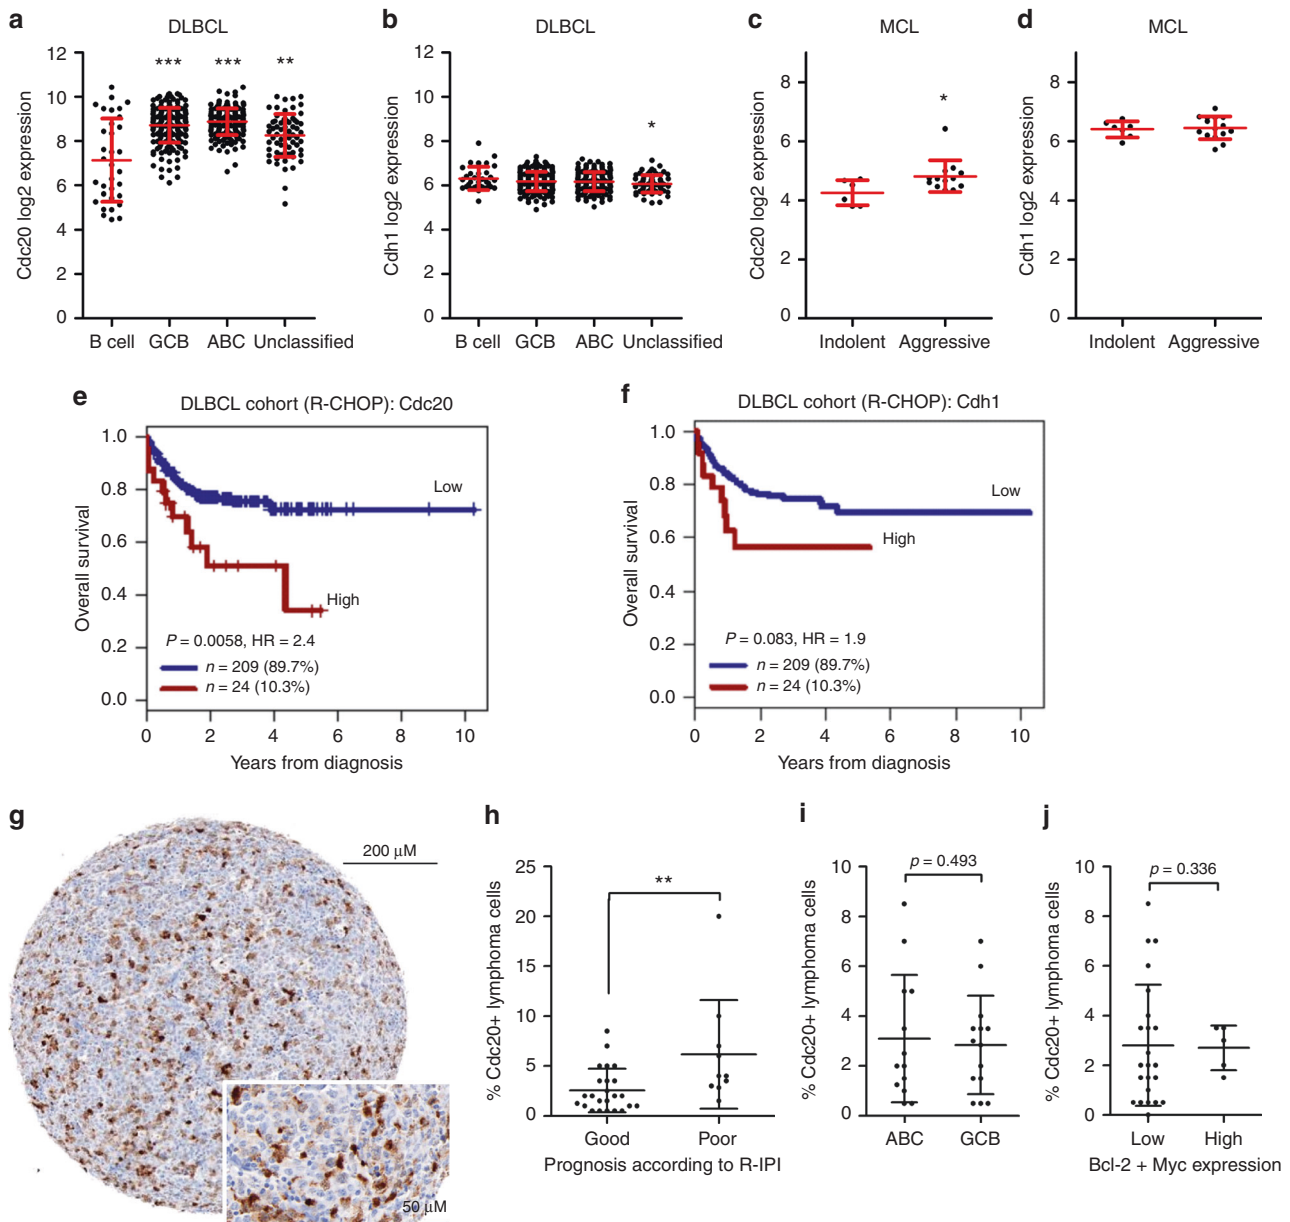 a
DLBCL
Cdc20 log2 expression
12
10
8
6
4
2
0
***
***
**
B cell GCB ABC Unclassified
b
DLBCL
Cdh1 log2 expression
12
10
8
6
4
2
0
*
B cell GCB ABC Unclassified
c
MCL
Cdc20 log2 expression
8
6
4
2
0
*
Indolent Aggressive
d
MCL
Cdh1 log2 expression
8
6
4
2
0
Indolent Aggressive
e
DLBCL cohort (R-CHOP): Cdc20
Overall survival
1.0
0.8
0.6
0.4
0.2
0.0
Low
High
P = 0.0058, HR = 2.4
n = 209 (89.7%)
n = 24 (10.3%)
0 2 4 6 8 10
Years from diagnosis
f
DLBCL cohort (R-CHOP): Cdh1
Overall survival
1.0
0.8
0.6
0.4
0.2
0.0
Low
High
P = 0.083, HR = 1.9
n = 209 (89.7%)
n = 24 (10.3%)
0 2 4 6 8 10
Years from diagnosis
g
200 µM
50 µM
h
% Cdc20+ lymphoma cells
25
20
15
10
5
0
**
Good Poor
Prognosis according to R-IPI
i
% Cdc20+ lymphoma cells
10
8
6
4
2
0
p = 0.493
ABC GCB
j
% Cdc20+ lymphoma cells
10
8
6
4
2
0
p = 0.336
Low High
Bcl-2 + Myc expression